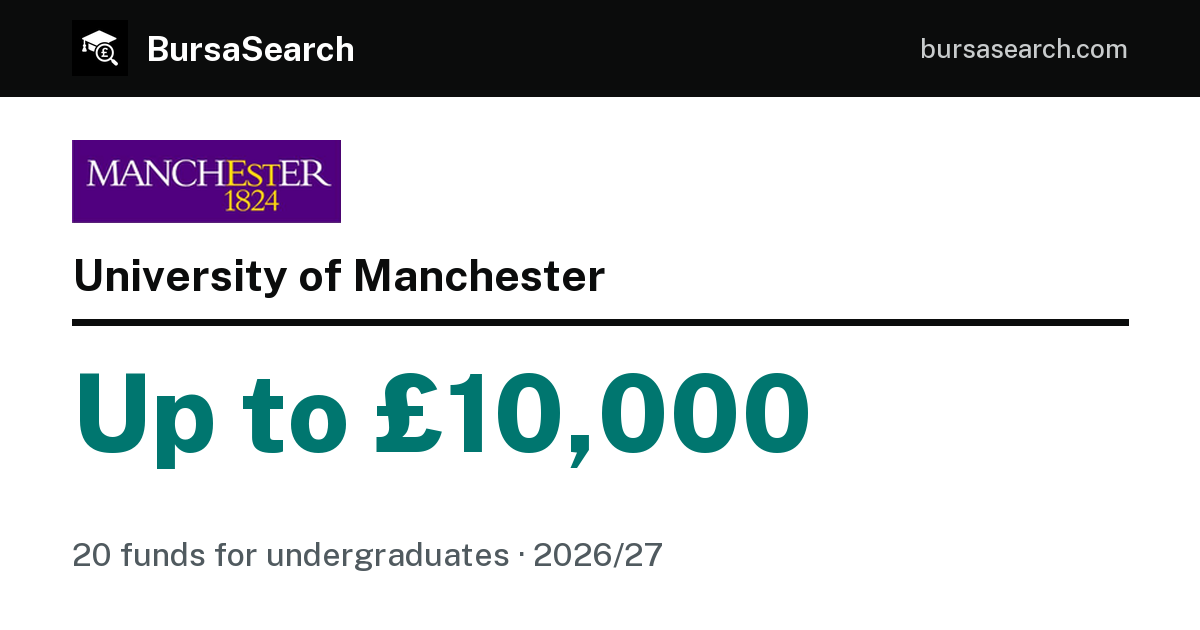 £
BursaSearch
bursasearch.com
MANCHESTER
1824
University of Manchester
Up to £10,000
20 funds for undergraduates · 2026/27